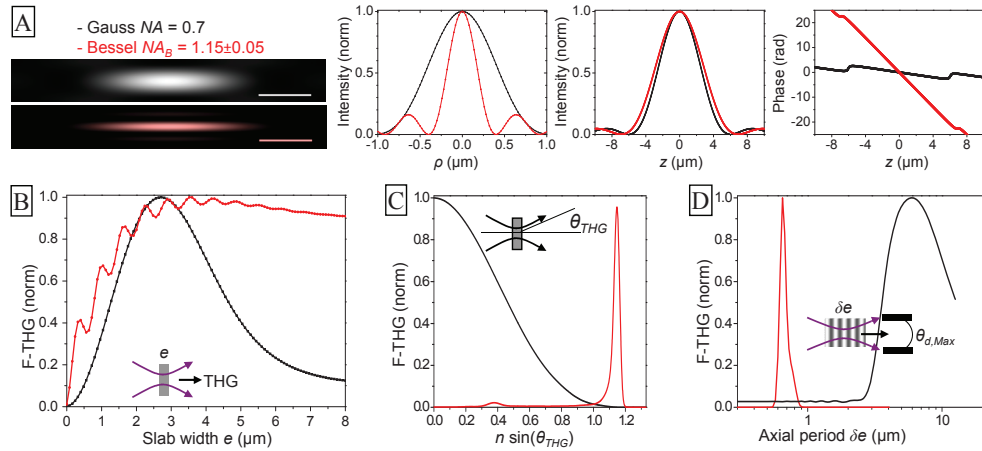 A
- Gauss NA = 0.7
- Bessel NA_B = 1.15±0.05
Intensity (norm)
1.0
0.5
0.0
-1.0 -0.5 0.0 0.5 1.0
ρ (µm)
Intensity (norm)
1.0
0.5
0.0
-8 -4 0 4 8
z (µm)
Phase (rad)
20
10
0
-10
-20
-8 -4 0 4 8
z (µm)
B
F-THG (norm)
1.0
0.8
0.6
0.4
0.2
0.0
e
THG
0 1 2 3 4 5 6 7 8
Slab width e (µm)
C
F-THG (norm)
1.0
0.8
0.6
0.4
0.2
0.0
θ_THG
0.0 0.2 0.4 0.6 0.8 1.0 1.2
n sin(θ_THG)
D
F-THG (norm)
1.0
0.8
0.6
0.4
0.2
0.0
δe
θ_d,Max
1 10
Axial period δe (µm)